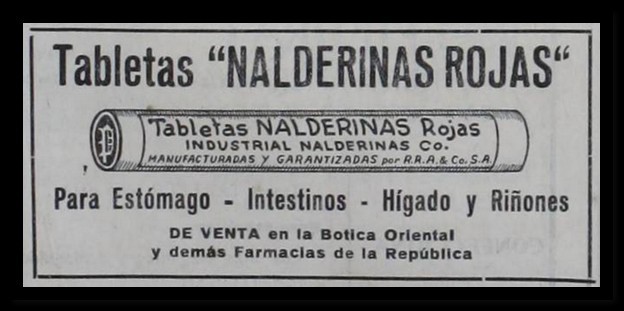 Tabletas "NALDERINAS ROJAS"
Tabletas NALDERINAS Rojas
INDUSTRIAL NALDERINAS Co.
MANUFACTURADAS Y GARANTIZADAS por R.R.A. & Co. S.A.
Para Estómago - Intestinos - Hígado y Riñones
DE VENTA en la Botica Oriental
y demás Farmacias de la República